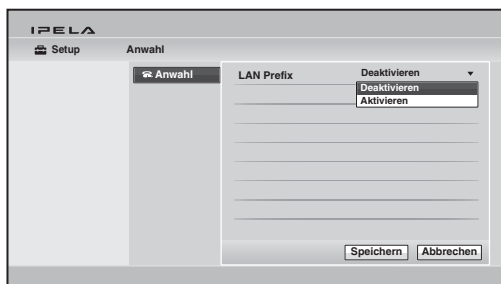 IPELA
Setup Anwahl
Anwahl LAN Prefix Deaktivieren
Deaktivieren
Aktivieren
Speichern Abbrechen